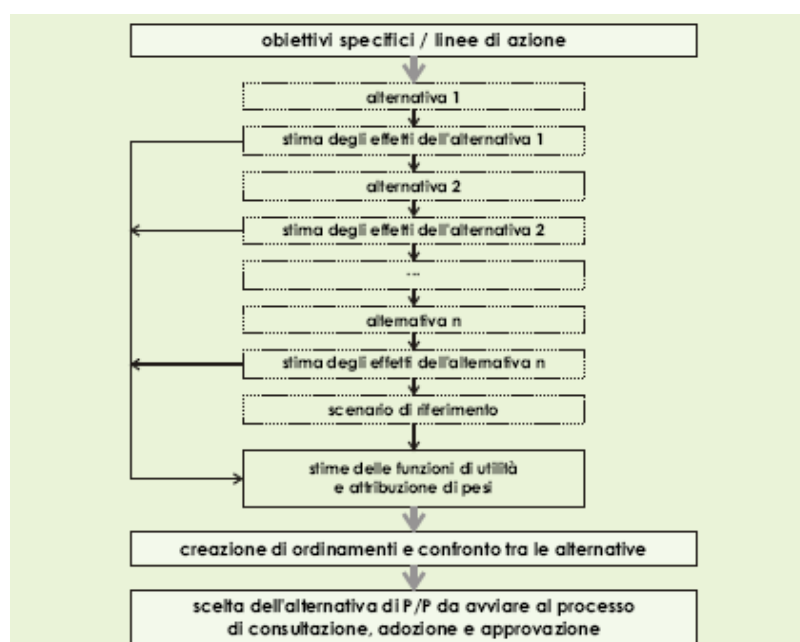 obiettivi specifici / linee di azione
alternativa 1
stima degli effetti dell'alternativa 1
alternativa 2
stima degli effetti dell'alternativa 2
...
alternativa n
stima degli effetti dell'alternativa n
scenario di riferimento
stime delle funzioni di utilità
e attribuzione di pesi
creazione di ordinamenti e confronto tra le alternative
scelta dell'alternativa di P/P da avviare al processo
di consultazione, adozione e approvazione